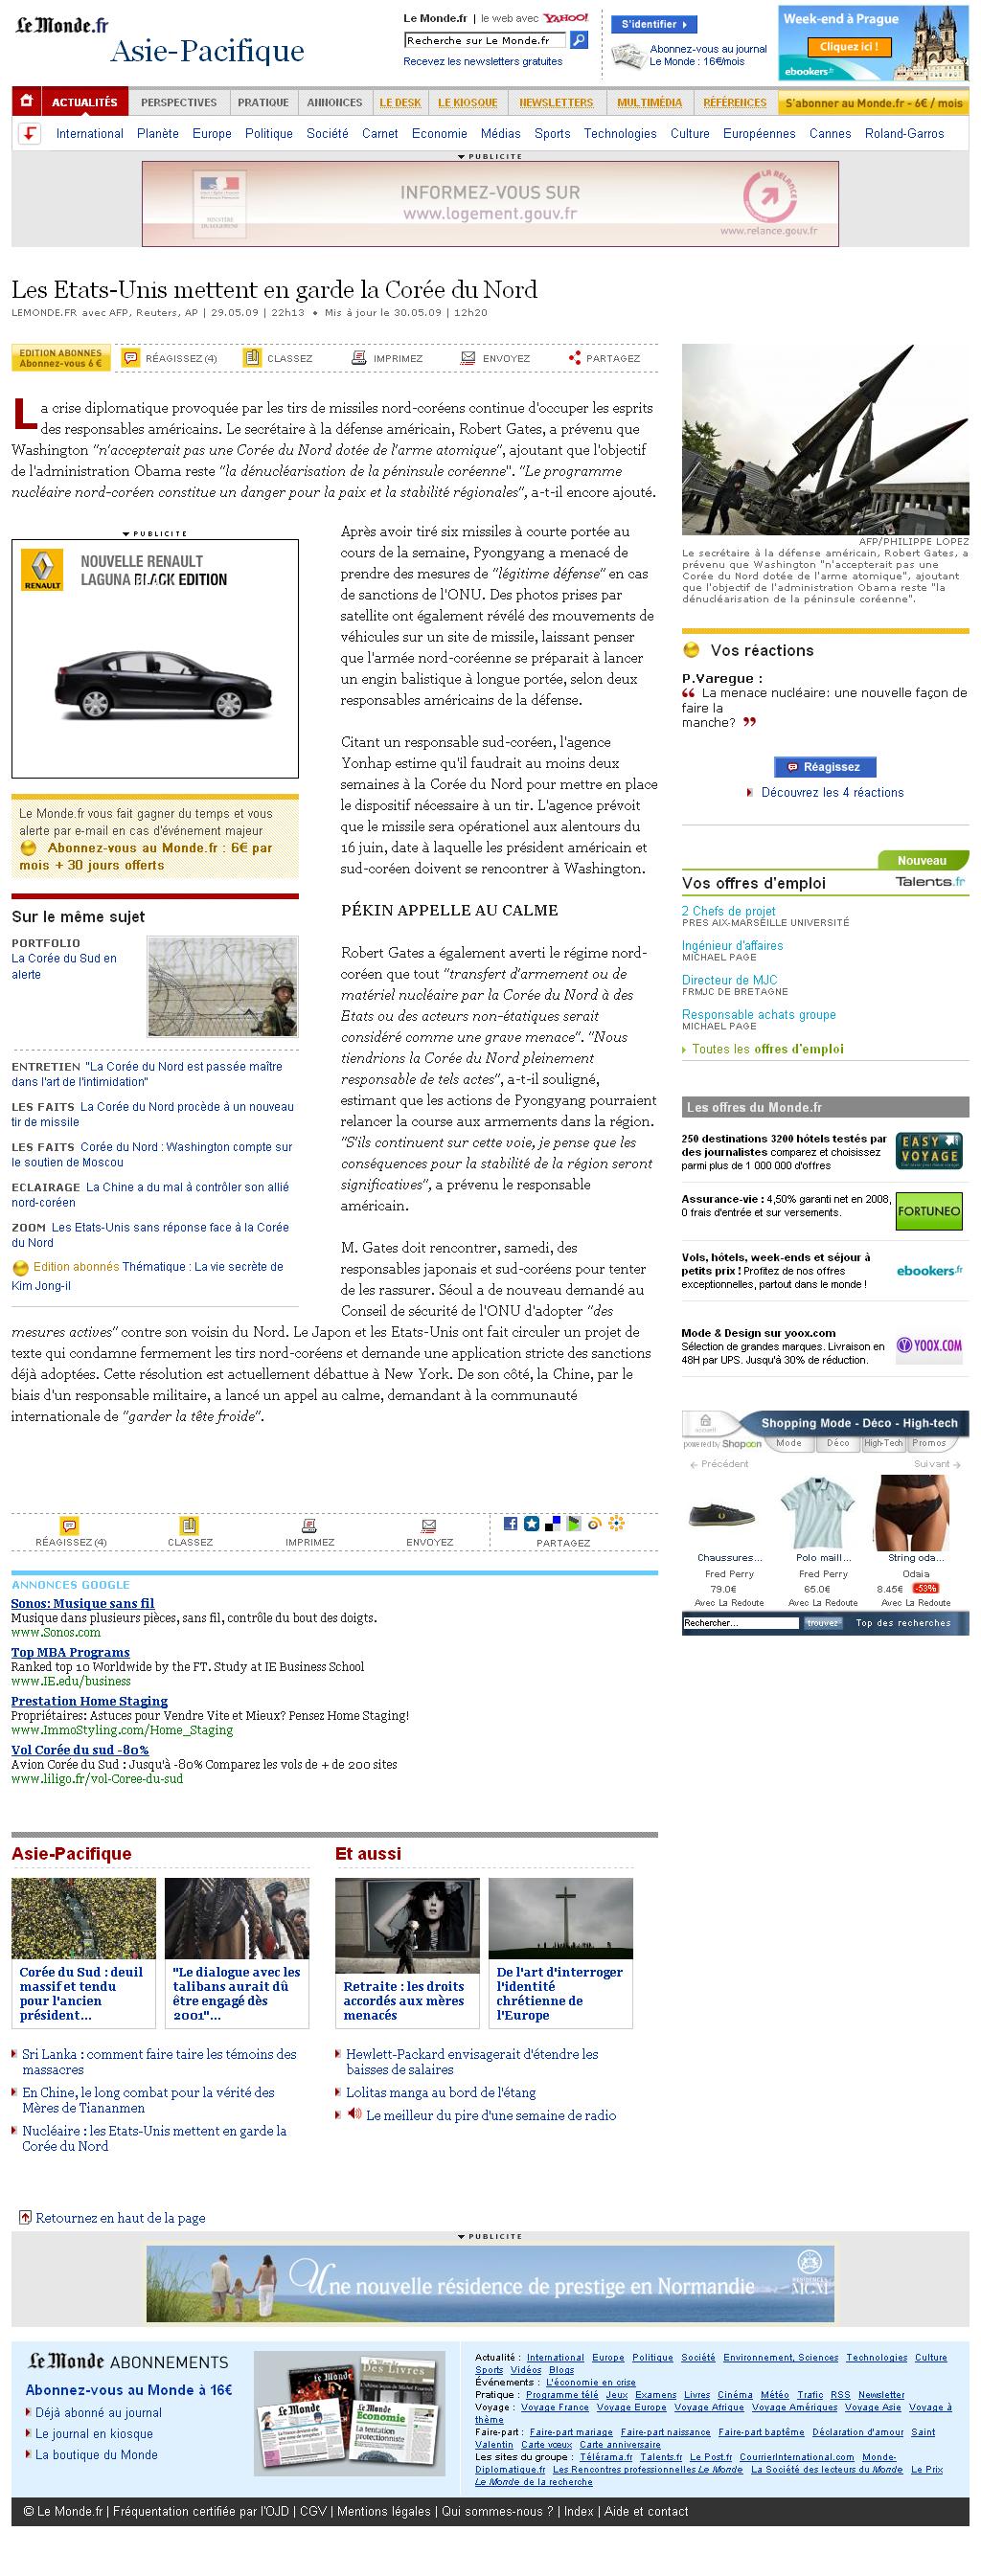 Le Monde.fr
Asie-Pacifique
Le Monde.fr | le web avec YAHOO!
Recherche sur Le Monde.fr
Recevez les newsletters gratuites
S'identifier
Abonnez-vous au journal
Le Monde : 16€/mois
Week-end à Prague
Cliquez ici !
ebookers.fr
ACTUALITÉS PERSPECTIVES PRATIQUE ANNONCES LE DESK LE KIOSQUE NEWSLETTERS MULTIMÉDIA RÉFÉRENCES S'abonner au Monde.fr - 6€ / mois
International Planète Europe Politique Société Carnet Economie Médias Sports Technologies Culture Européennes Cannes Roland-Garros
PUBLICITE
INFORMEZ-VOUS SUR
www.logement.gouv.fr
LA RELANCE
www.relance.gouv.fr
Les Etats-Unis mettent en garde la Corée du Nord
LEMONDE.FR avec AFP, Reuters, AP | 29.05.09 | 22h13 • Mis à jour le 30.05.09 | 12h20
EDITION ABONNES
Abonnez-vous 6 €
RÉAGISSEZ (4) CLASSEZ IMPRIMEZ ENVOYEZ PARTAGEZ
La crise diplomatique provoquée par les tirs de missiles nord-coréens continue d'occuper les esprits
des responsables américains. Le secrétaire à la défense américain, Robert Gates, a prévenu que
Washington "n'accepterait pas une Corée du Nord dotée de l'arme atomique", ajoutant que l'objectif
de l'administration Obama reste "la dénucléarisation de la péninsule coréenne". "Le programme
nucléaire nord-coréen constitue un danger pour la paix et la stabilité régionales", a-t-il encore ajouté.
PUBLICITE
RENAULT
NOUVELLE RENAULT
LAGUNA BLACK EDITION
Le Monde.fr vous fait gagner du temps et vous
alerte par e-mail en cas d'événement majeur
Abonnez-vous au Monde.fr : 6€ par
mois + 30 jours offerts
Sur le même sujet
PORTFOLIO
La Corée du Sud en
alerte
ENTRETIEN "La Corée du Nord est passée maître
dans l'art de l'intimidation"
LES FAITS La Corée du Nord procède à un nouveau
tir de missile
LES FAITS Corée du Nord : Washington compte sur
le soutien de Moscou
ECLAIRAGE La Chine a du mal à contrôler son allié
nord-coréen
ZOOM Les Etats-Unis sans réponse face à la Corée
du Nord
Edition abonnés Thématique : La vie secrète de
Kim Jong-il
Après avoir tiré six missiles à courte portée au
cours de la semaine, Pyongyang a menacé de
prendre des mesures de "légitime défense" en cas
de sanctions de l'ONU. Des photos prises par
satellite ont également révélé des mouvements de
véhicules sur un site de missile, laissant penser
que l'armée nord-coréenne se préparait à lancer
un engin balistique à longue portée, selon deux
responsables américains de la défense.
Citant un responsable sud-coréen, l'agence
Yonhap estime qu'il faudrait au moins deux
semaines à la Corée du Nord pour mettre en place
le dispositif nécessaire à un tir. L'agence prévoit
que le missile sera opérationel aux alentours du
16 juin, date à laquelle les président américain et
sud-coréen doivent se rencontrer à Washington.
PÉKIN APPELLE AU CALME
Robert Gates a également averti le régime nord-
coréen que tout "transfert d'armement ou de
matériel nucléaire par la Corée du Nord à des
Etats ou des acteurs non-étatiques serait
considéré comme une grave menace". "Nous
tiendrions la Corée du Nord pleinement
responsable de tels actes", a-t-il souligné,
estimant que les actions de Pyongyang pourraient
relancer la course aux armements dans la région.
"S'ils continuent sur cette voie, je pense que les
conséquences pour la stabilité de la région seront
significatives", a prévenu le responsable
américain.
M. Gates doit rencontrer, samedi, des
responsables japonais et sud-coréens pour tenter
de les rassurer. Séoul a de nouveau demandé au
Conseil de sécurité de l'ONU d'adopter "des
mesures actives" contre son voisin du Nord. Le Japon et les Etats-Unis ont fait circuler un projet de
texte qui condamne fermement les tirs nord-coréens et demande une application stricte des sanctions
déjà adoptées. Cette résolution est actuellement débattue à New York. De son côté, la Chine, par le
biais d'un responsable militaire, a lancé un appel au calme, demandant à la communauté
internationale de "garder la tête froide".
AFP/PHILIPPE LOPEZ
Le secrétaire à la défense américain, Robert Gates, a
prévenu que Washington "n'accepterait pas une
Corée du Nord dotée de l'arme atomique", ajoutant
que l'objectif de l'administration Obama reste "la
dénucléarisation de la péninsule coréenne".
Vos réactions
P.Varegue :
La menace nucléaire: une nouvelle façon de
faire la
manche?
Réagissez
Découvrez les 4 réactions
Nouveau
Vos offres d'emploi
Talents.fr
2 Chefs de projet
PRES AIX-MARSEILLE UNIVERSITÉ
Ingénieur d'affaires
MICHAEL PAGE
Directeur de MJC
FRMJC DE BRETAGNE
Responsable achats groupe
MICHAEL PAGE
Toutes les offres d'emploi
Les offres du Monde.fr
250 destinations 3200 hôtels testés par
des journalistes comparez et choisissez
parmi plus de 1 000 000 d'offres
EASY VOYAGE
Assurance-vie : 4,50% garanti net en 2008,
0 frais d'entrée et sur versements.
FORTUNEO
Vols, hôtels, week-ends et séjour à
petits prix ! Profitez de nos offres
exceptionnelles, partout dans le monde !
ebookers.fr
Mode & Design sur yoox.com
Sélection de grandes marques. Livraison en
48H par UPS. Jusqu'à 30% de réduction.
YOOX.COM
accueil
Shopping Mode - Déco - High-tech
powered by Shopoon Mode Déco High-Tech Promos
Précédent Suivant
Chaussures... Polo maill... String oda...
Fred Perry Fred Perry Odaia
79.0€ 65.0€ 8.45€ -53%
Avec La Redoute Avec La Redoute Avec La Redoute
Rechercher... trouvez Top des recherches
RÉAGISSEZ (4) CLASSEZ IMPRIMEZ ENVOYEZ PARTAGEZ
ANNONCES GOOGLE
Sonos: Musique sans fil
Musique dans plusieurs pièces, sans fil, contrôle du bout des doigts.
www.Sonos.com
Top MBA Programs
Ranked top 10 Worldwide by the FT. Study at IE Business School
www.IE.edu/business
Prestation Home Staging
Propriétaires: Astuces pour Vendre Vite et Mieux? Pensez Home Staging!
www.ImmoStyling.com/Home_Staging
Vol Corée du sud -80%
Avion Corée du Sud : Jusqu'à -80% Comparez les vols de + de 200 sites
www.liligo.fr/vol-Coree-du-sud
Asie-Pacifique
Corée du Sud : deuil
massif et tendu
pour l'ancien
président...
"Le dialogue avec les
talibans aurait dû
être engagé dès
2001"...
Sri Lanka : comment faire taire les témoins des
massacres
En Chine, le long combat pour la vérité des
Mères de Tiananmen
Nucléaire : les Etats-Unis mettent en garde la
Corée du Nord
Et aussi
Retraite : les droits
accordés aux mères
menacés
De l'art d'interroger
l'identité
chrétienne de
l'Europe
Hewlett-Packard envisagerait d'étendre les
baisses de salaires
Lolitas manga au bord de l'étang
Le meilleur du pire d'une semaine de radio
Retournez en haut de la page
PUBLICITE
Une nouvelle résidence de prestige en Normandie
MGM
Le Monde ABONNEMENTS
Abonnez-vous au Monde à 16€
Déjà abonné au journal
Le journal en kiosque
La boutique du Monde
Actualité : International Europe Politique Société Environnement, Sciences Technologies Culture
Sports Vidéos Blogs
Événements : L'économie en crise
Pratique : Programme télé Jeux Examens Livres Cinéma Météo Trafic RSS Newsletter
Voyage : Voyage France Voyage Europe Voyage Afrique Voyage Amériques Voyage Asie Voyage à
thème
Faire-part : Faire-part mariage Faire-part naissance Faire-part baptême Déclaration d'amour Saint
Valentin Carte vœux Carte anniversaire
Les sites du groupe : Télérama.fr Talents.fr Le Post.fr CourrierInternational.com Monde-
Diplomatique.fr Les Rencontres professionnelles Le Monde La Société des lecteurs du Monde Le Prix
Le Monde de la recherche
© Le Monde.fr | Fréquentation certifiée par l'OJD | CGV | Mentions légales | Qui sommes-nous ? | Index | Aide et contact